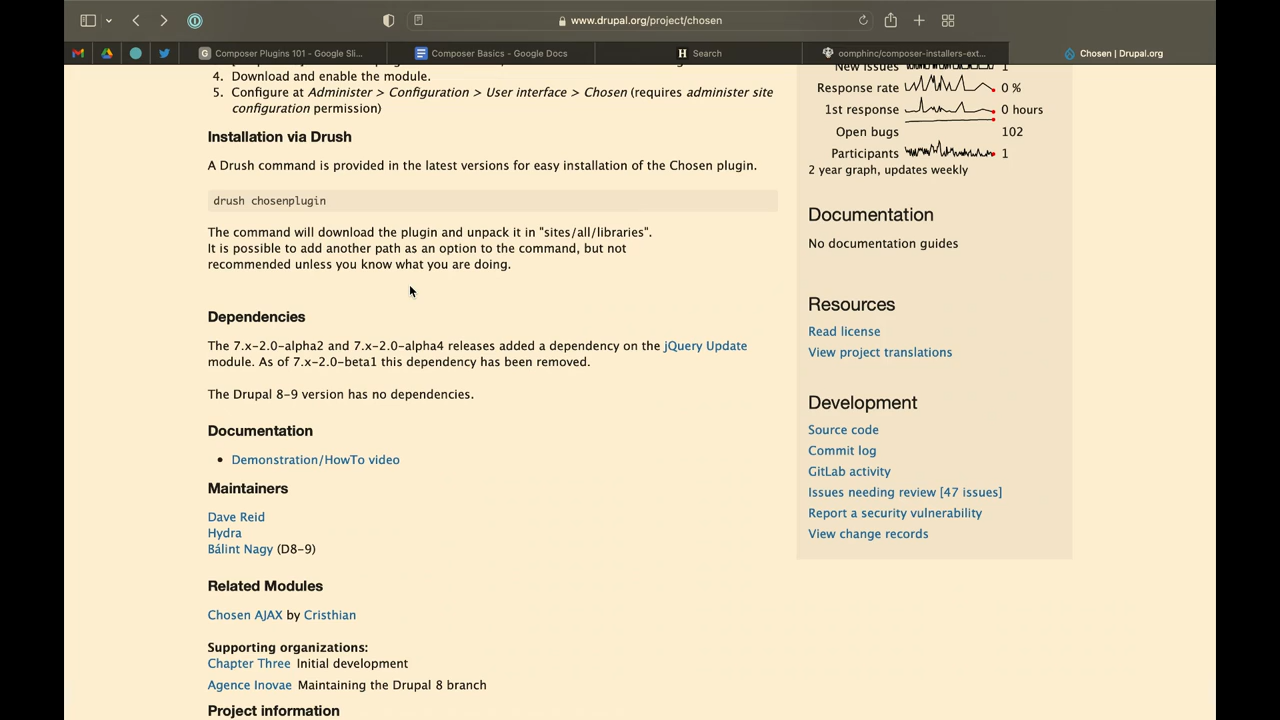 www.drupal.org/project/chosen
Composer Plugins 101 - Google Sli...
Composer Basics - Google Docs
Search
oomphinc/composer-installers-ext...
Chosen | Drupal.org
4. Download and enable the module.
5. Configure at Administer > Configuration > User interface > Chosen (requires administer site
configuration permission)
Installation via Drush
A Drush command is provided in the latest versions for easy installation of the Chosen plugin.
drush chosenplugin
The command will download the plugin and unpack it in "sites/all/libraries".
It is possible to add another path as an option to the command, but not
recommended unless you know what you are doing.
Dependencies
The 7.x-2.0-alpha2 and 7.x-2.0-alpha4 releases added a dependency on the jQuery Update
module. As of 7.x-2.0-beta1 this dependency has been removed.
The Drupal 8-9 version has no dependencies.
Documentation
• Demonstration/HowTo video
Maintainers
Dave Reid
Hydra
Bálint Nagy (D8-9)
Related Modules
Chosen AJAX by Cristhian
Supporting organizations:
Chapter Three Initial development
Agence Inovae Maintaining the Drupal 8 branch
Project information
New issues 1
Response rate 0 %
1st response 0 hours
Open bugs 102
Participants 1
2 year graph, updates weekly
Documentation
No documentation guides
Resources
Read license
View project translations
Development
Source code
Commit log
GitLab activity
Issues needing review [47 issues]
Report a security vulnerability
View change records